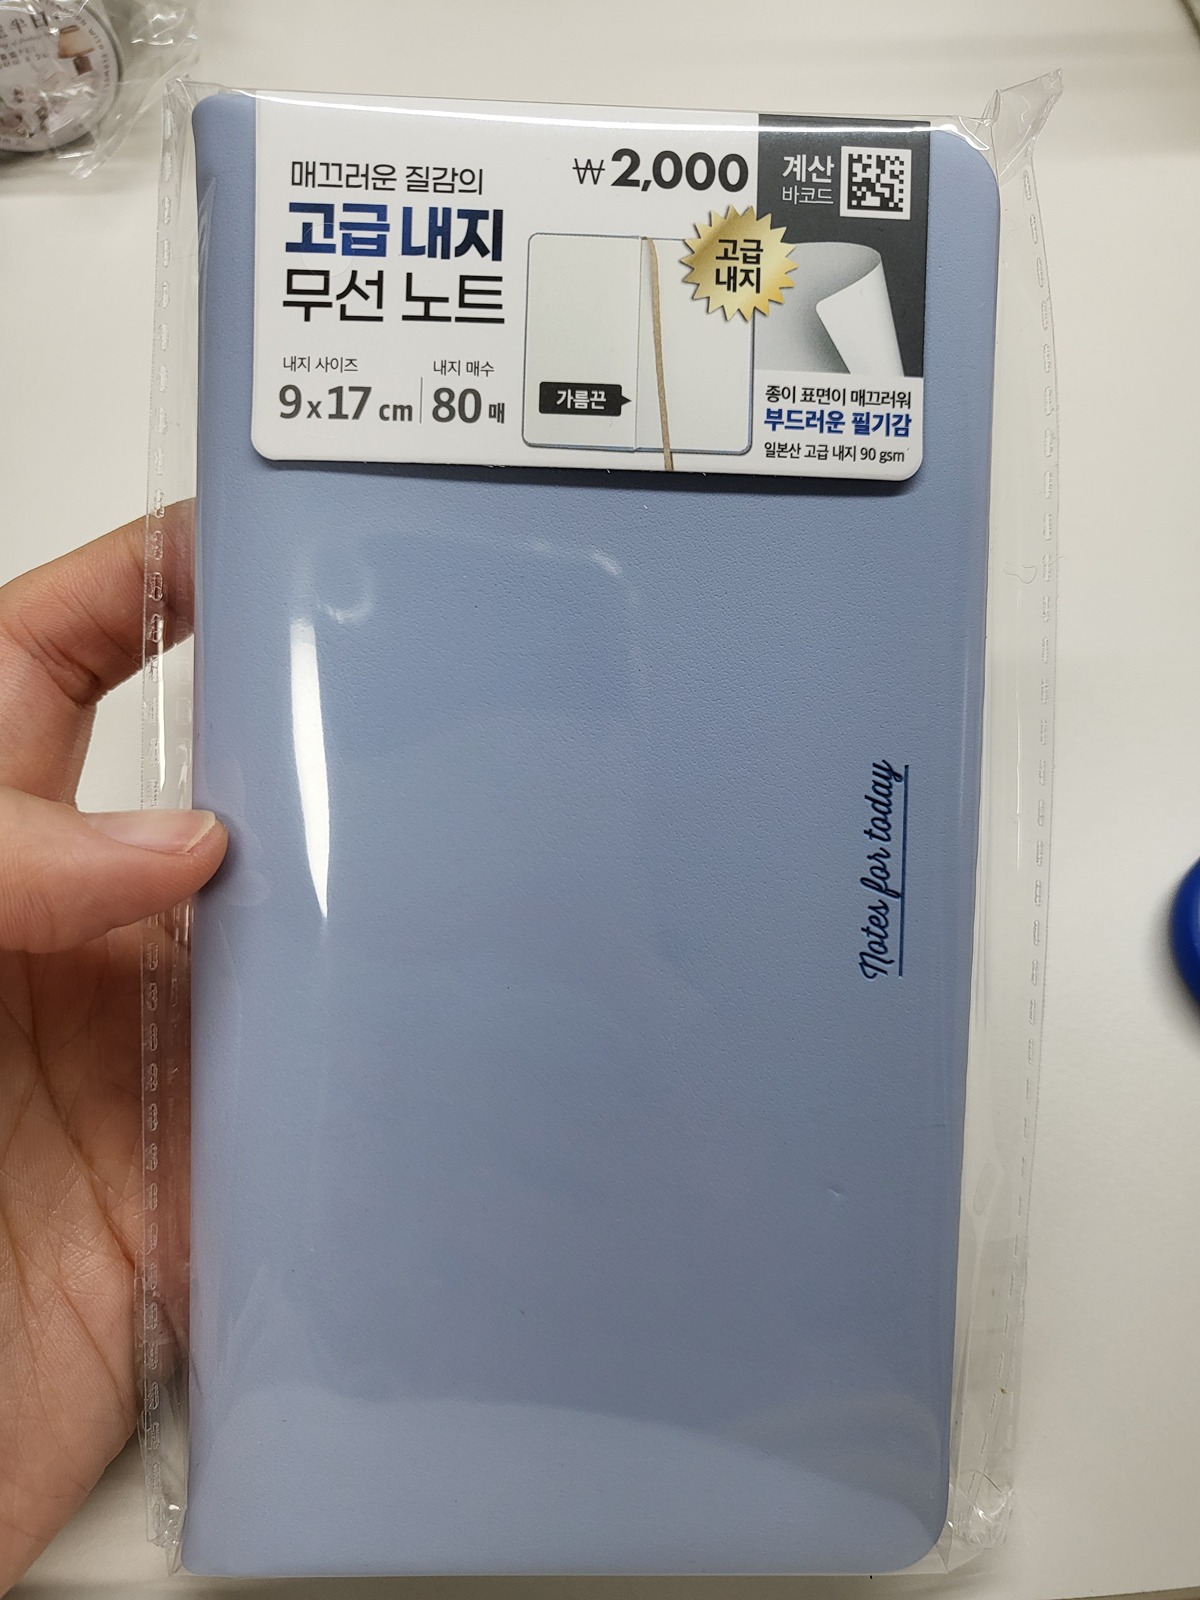 매끄러운 질감의
고급 내지
무선 노트
내지 사이즈
9 x 17 cm
내지 매수
80 매
₩2,000
계산
바코드
고급
내지
가름끈
종이 표면이 매끄러워
부드러운 필기감
일본산 고급 내지 90 gsm
Notes for today